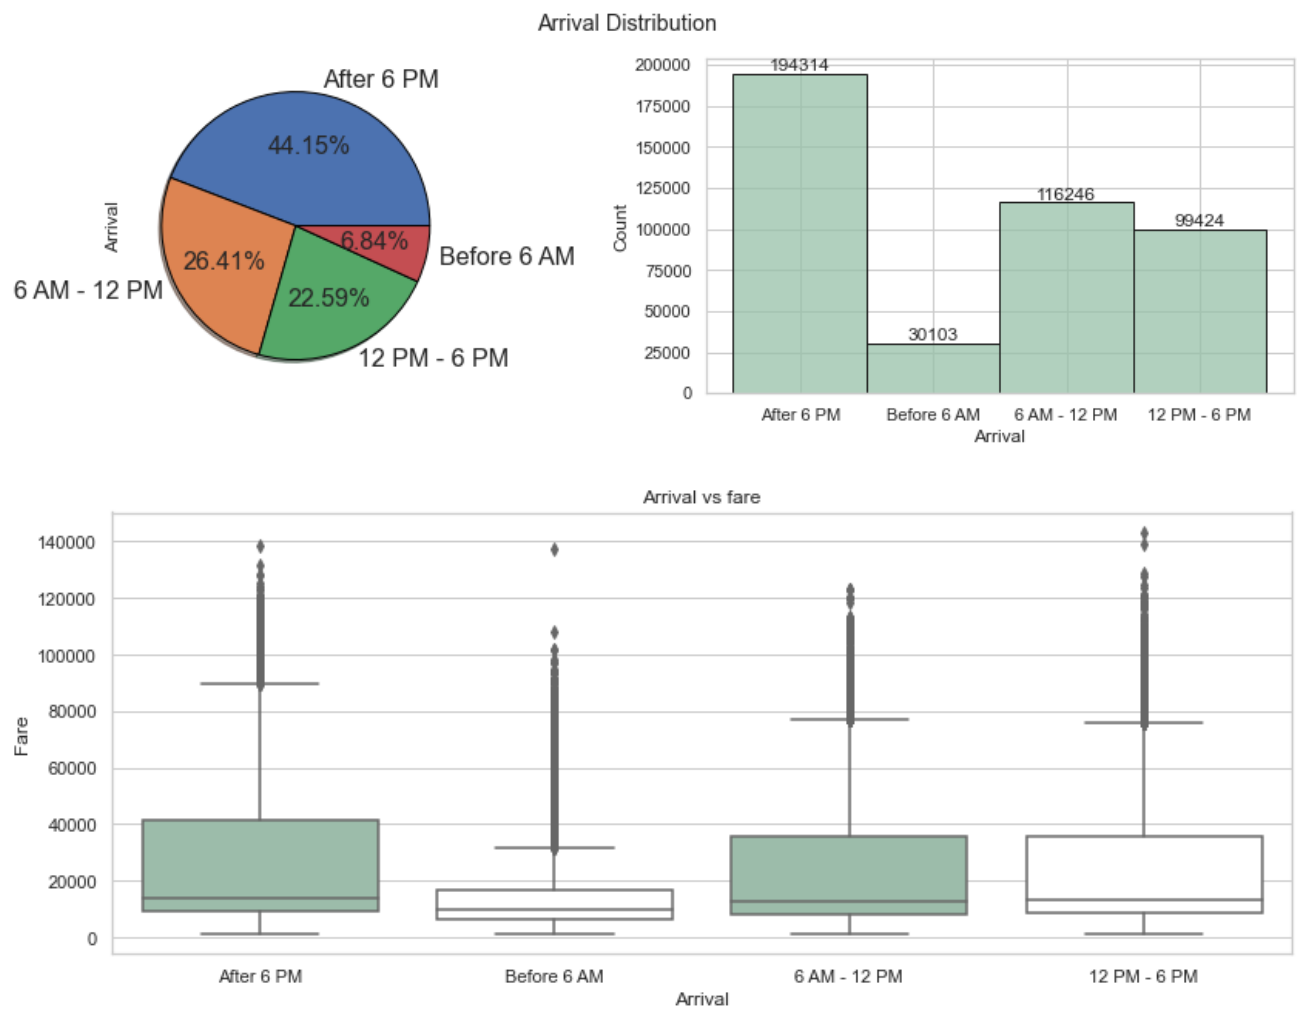 Arrival Distribution
After 6 PM
44.15%
Arrival
26.41%
6 AM - 12 PM
22.59%
12 PM - 6 PM
6.84%
Before 6 AM
200000
175000
150000
125000
100000
75000
50000
25000
0
Count
194314
30103
116246
99424
After 6 PM Before 6 AM 6 AM - 12 PM 12 PM - 6 PM
Arrival
Arrival vs fare
140000
120000
100000
80000
60000
40000
20000
0
Fare
After 6 PM Before 6 AM 6 AM - 12 PM 12 PM - 6 PM
Arrival